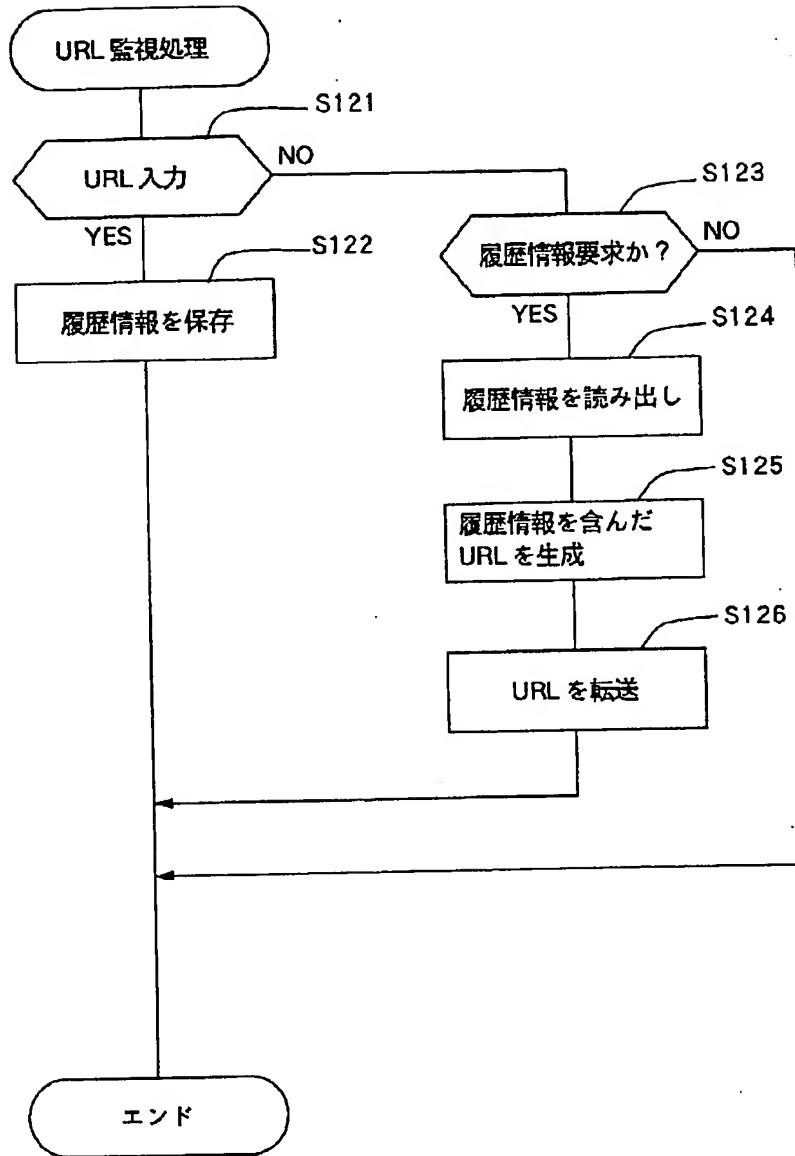 URL 監視処理
S121
URL 入力
NO
YES
S122
履歴情報を保存
S123
履歴情報要求か？
NO
YES
S124
履歴情報を読み出し
S125
履歴情報を含んだ
URL を生成
S126
URL を転送
エンド